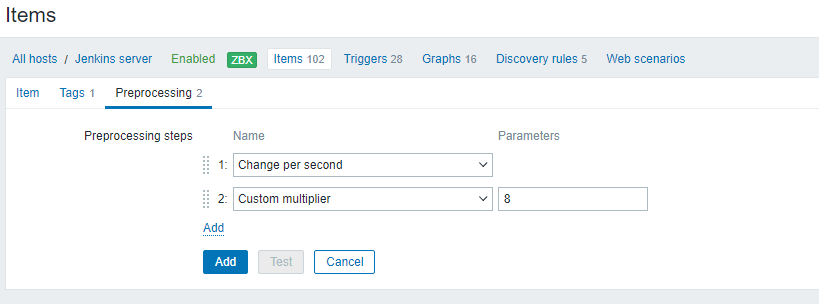 Items
All hosts / Jenkins server Enabled ZBX Items 102 Triggers 28 Graphs 16 Discovery rules 5 Web scenarios
Item Tags 1 Preprocessing 2
Preprocessing steps Name Parameters
1: Change per second
2: Custom multiplier 8
Add
Add Test Cancel